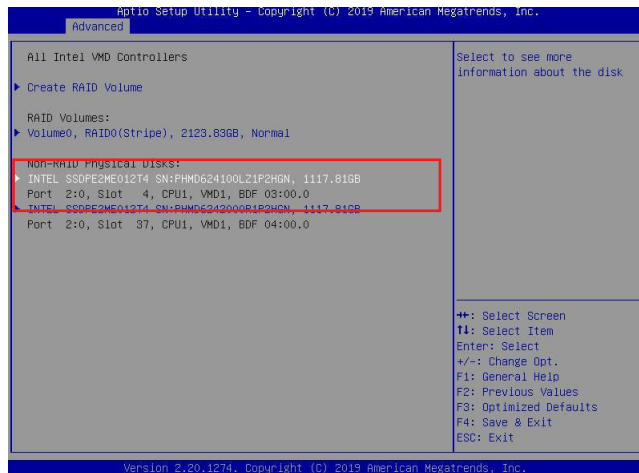 Aptio Setup Utility – Copyright (C) 2019 American Megatrends, Inc.
Advanced
All Intel VMD Controllers
Create RAID Volume
RAID Volumes:
Volume0, RAID0(Stripe), 2123.83GB, Normal
Non-RAID Physical Disks:
INTEL SSDPE2ME012T4 SN:PHMD624100LZ1P2HGN, 1117.81GB
Port 2:0, Slot 4, CPU1, VMD1, BDF 03:00.0
INTEL SSDPE2ME012T4 SN:PHMD6242000R1P2HGN, 1117.81GB
Port 2:0, Slot 37, CPU1, VMD1, BDF 04:00.0
Select to see more
information about the disk
→←: Select Screen
↑↓: Select Item
Enter: Select
+/-: Change Opt.
F1: General Help
F2: Previous Values
F3: Optimized Defaults
F4: Save & Exit
ESC: Exit
Version 2.20.1274. Copyright (C) 2019 American Megatrends, Inc.